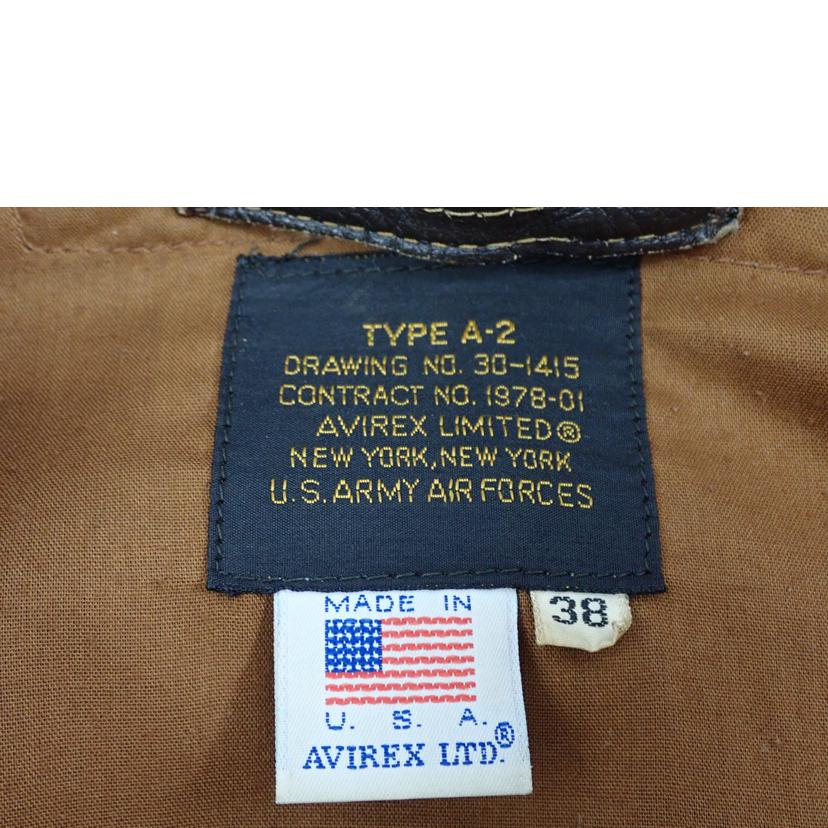 TYPE A-2
DRAWING NO. 30-1415
CONTRACT NO. 1978-01
AVIREX LIMITED®
NEW YORK, NEW YORK
U.S. ARMY AIR FORCES
MADE IN
U. S. A.
AVIREX LTD.®
38